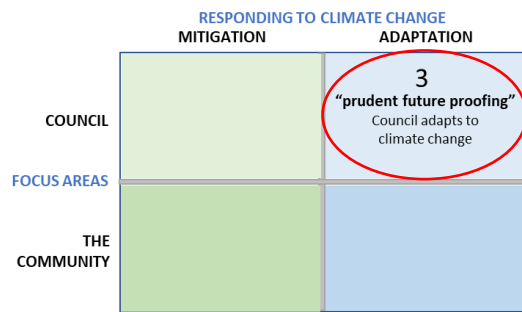 RESPONDING TO CLIMATE CHANGE
MITIGATION
ADAPTATION
3
“prudent future proofing”
Council adapts to
climate change
COUNCIL
FOCUS AREAS
THE
COMMUNITY